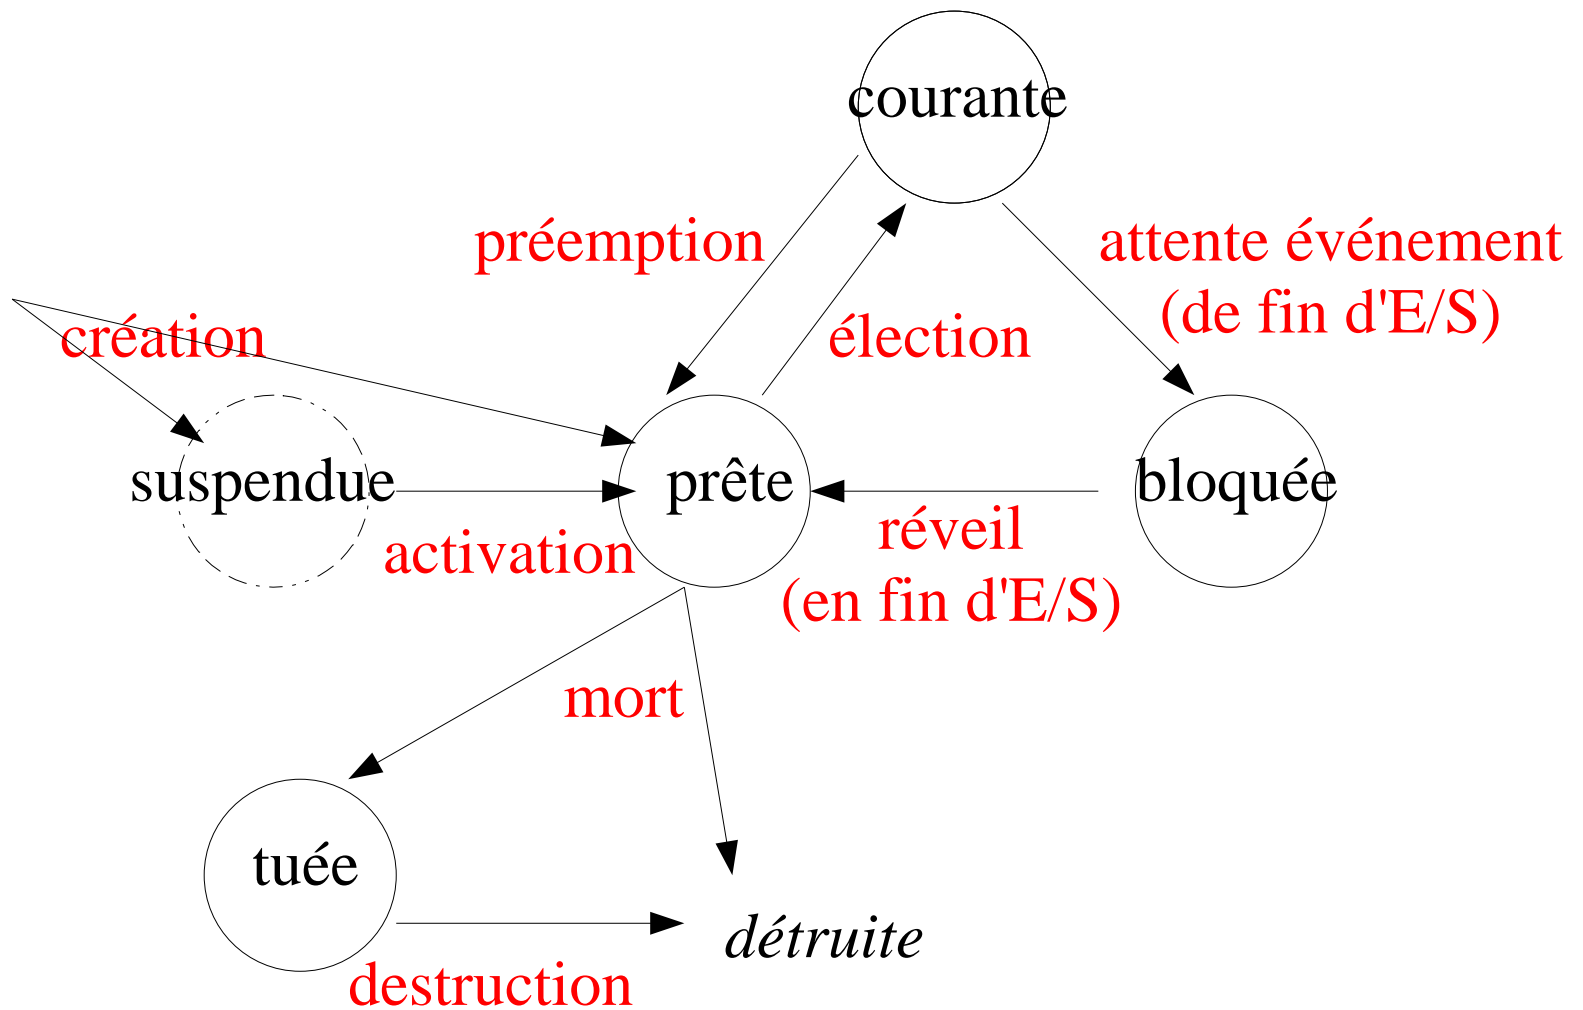 courante
préemption
attente événement
(de fin d'E/S)
création
élection
suspendue
prête
bloquée
activation
réveil
(en fin d'E/S)
mort
tuée
détruite
destruction